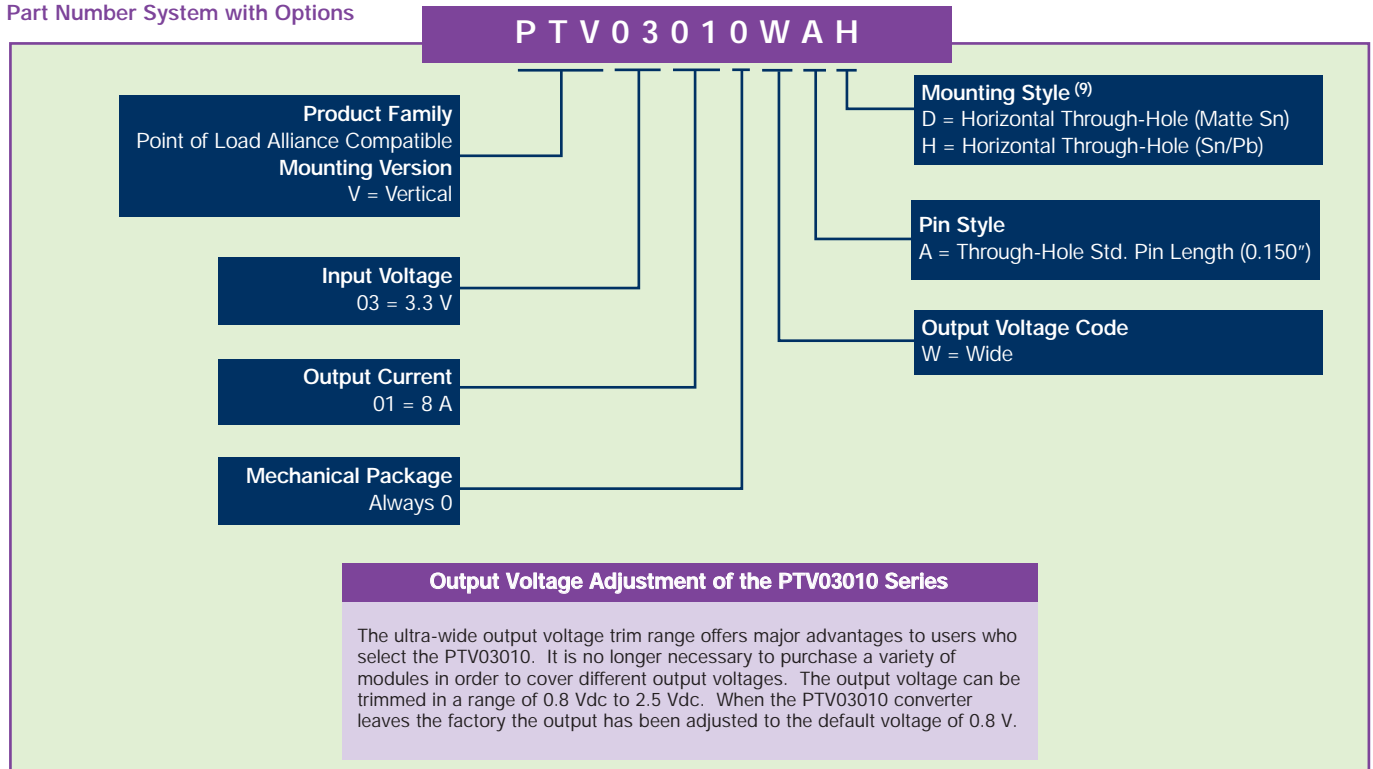 Part Number System with Options
PTV03010WAH
Product Family
Point of Load Alliance Compatible
Mounting Version
V = Vertical
Input Voltage
03 = 3.3 V
Output Current
01 = 8 A
Mechanical Package
Always 0
Mounting Style (9)
D = Horizontal Through-Hole (Matte Sn)
H = Horizontal Through-Hole (Sn/Pb)
Pin Style
A = Through-Hole Std. Pin Length (0.150")
Output Voltage Code
W = Wide
Output Voltage Adjustment of the PTV03010 Series
The ultra-wide output voltage trim range offers major advantages to users who
select the PTV03010. It is no longer necessary to purchase a variety of
modules in order to cover different output voltages. The output voltage can be
trimmed in a range of 0.8 Vdc to 2.5 Vdc. When the PTV03010 converter
leaves the factory the output has been adjusted to the default voltage of 0.8 V.